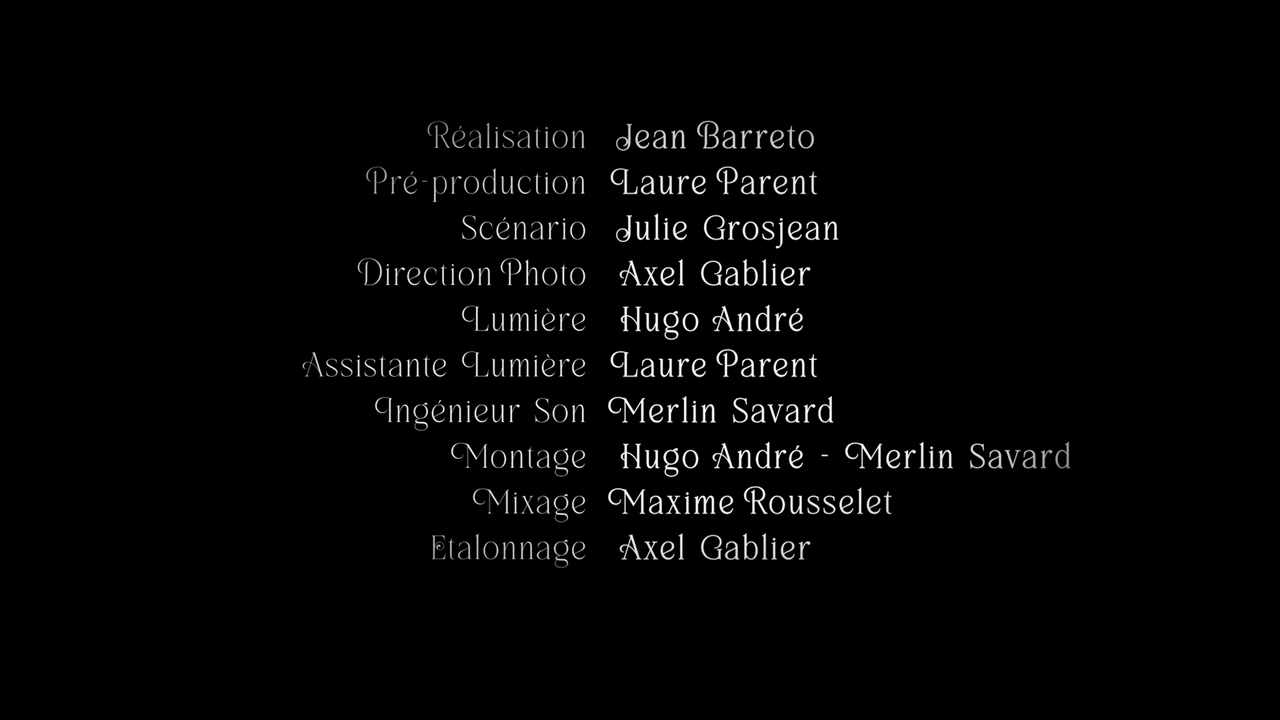 Réalisation Jean Barreto
Pré-production Laure Parent
Scénario Julie Grosjean
Direction Photo Axel Gablier
Lumière Hugo André
Assistante Lumière Laure Parent
Ingénieur Son Merlin Savard
Montage Hugo André - Merlin Savard
Mixage Maxime Rousselet
Etalonnage Axel Gablier